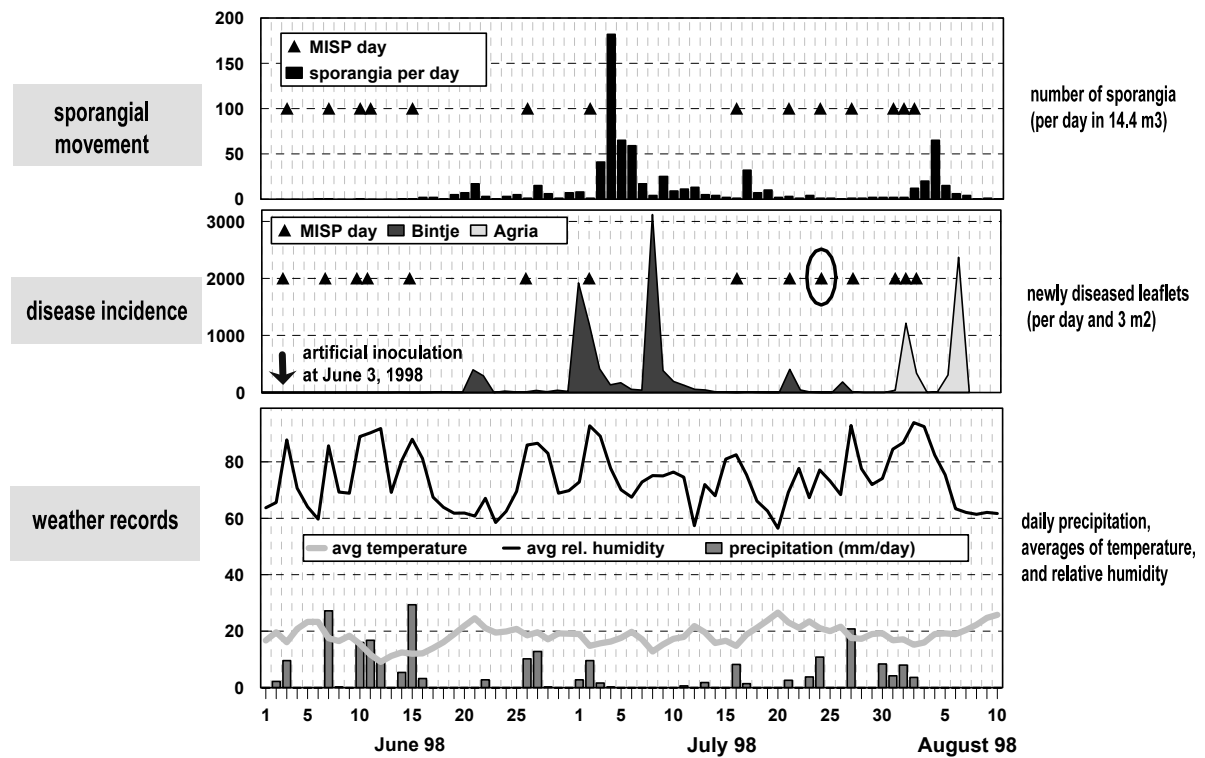 200
150
100
50
0
▲ MISP day
sporangia per day
sporangial
movement
number of sporangia
(per day in 14.4 m3)
3000
2000
1000
0
▲ MISP day Bintje Agria
artificial inoculation
at June 3, 1998
disease incidence
newly diseased leaflets
(per day and 3 m2)
80
60
40
20
0
avg temperature avg rel. humidity precipitation (mm/day)
weather records
daily precipitation,
averages of temperature,
and relative humidity
1 5 10 15 20 25 1 5 10 15 20 25 30 5 10
June 98 July 98 August 98